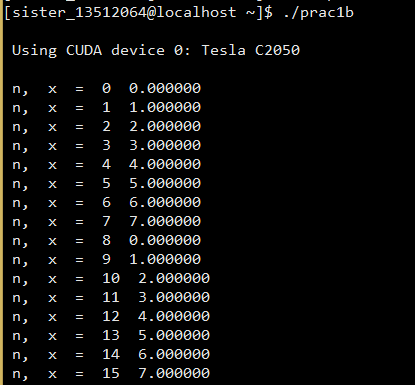 [sister_13512064@localhost ~]$ ./prac1b
Using CUDA device 0: Tesla C2050
n,  x  =  0  0.000000
n,  x  =  1  1.000000
n,  x  =  2  2.000000
n,  x  =  3  3.000000
n,  x  =  4  4.000000
n,  x  =  5  5.000000
n,  x  =  6  6.000000
n,  x  =  7  7.000000
n,  x  =  8  0.000000
n,  x  =  9  1.000000
n,  x  =  10  2.000000
n,  x  =  11  3.000000
n,  x  =  12  4.000000
n,  x  =  13  5.000000
n,  x  =  14  6.000000
n,  x  =  15  7.000000